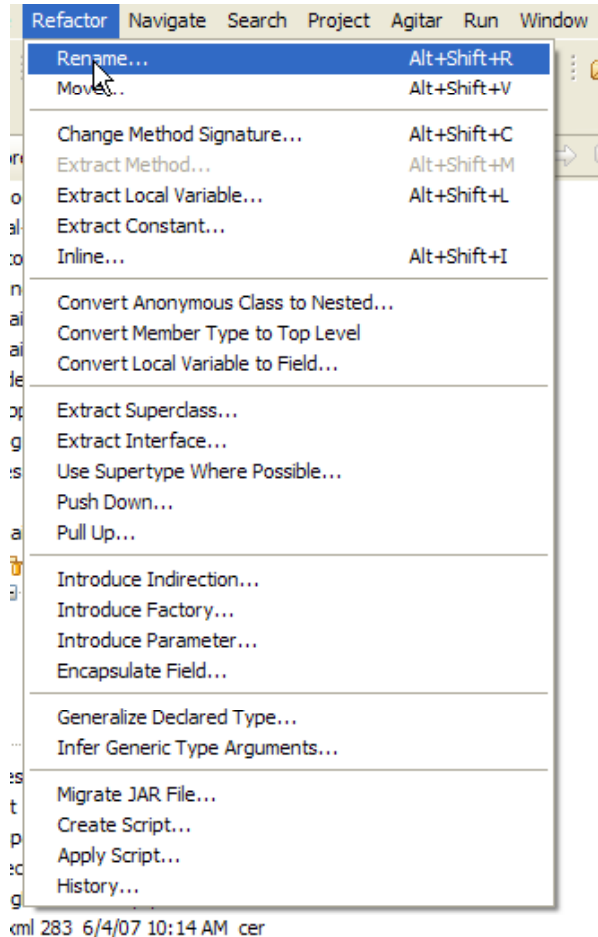 Refactor Navigate Search Project Agitar Run Window
Rename... Alt+Shift+R
Move... Alt+Shift+V
Change Method Signature... Alt+Shift+C
Extract Method... Alt+Shift+M
Extract Local Variable... Alt+Shift+L
Extract Constant...
Inline... Alt+Shift+I
Convert Anonymous Class to Nested...
Convert Member Type to Top Level
Convert Local Variable to Field...
Extract Superclass...
Extract Interface...
Use Supertype Where Possible...
Push Down...
Pull Up...
Introduce Indirection...
Introduce Factory...
Introduce Parameter...
Encapsulate Field...
Generalize Declared Type...
Infer Generic Type Arguments...
Migrate JAR File...
Create Script...
Apply Script...
History...
xml 283 6/4/07 10:14 AM cer